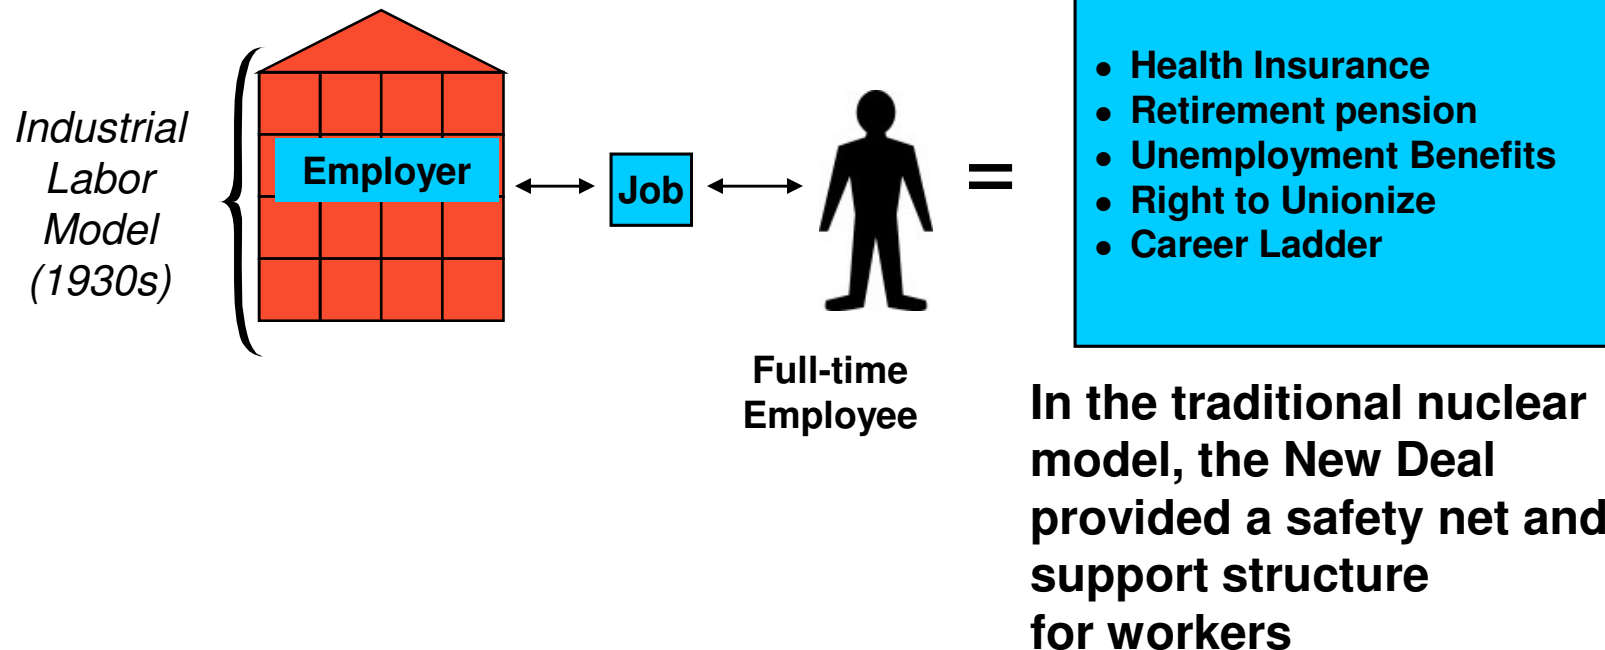 Industrial
Labor
Model
(1930s)
Employer
Job
Full-time
Employee
=
• Health Insurance
• Retirement pension
• Unemployment Benefits
• Right to Unionize
• Career Ladder
In the traditional nuclear
model, the New Deal
provided a safety net and
support structure
for workers